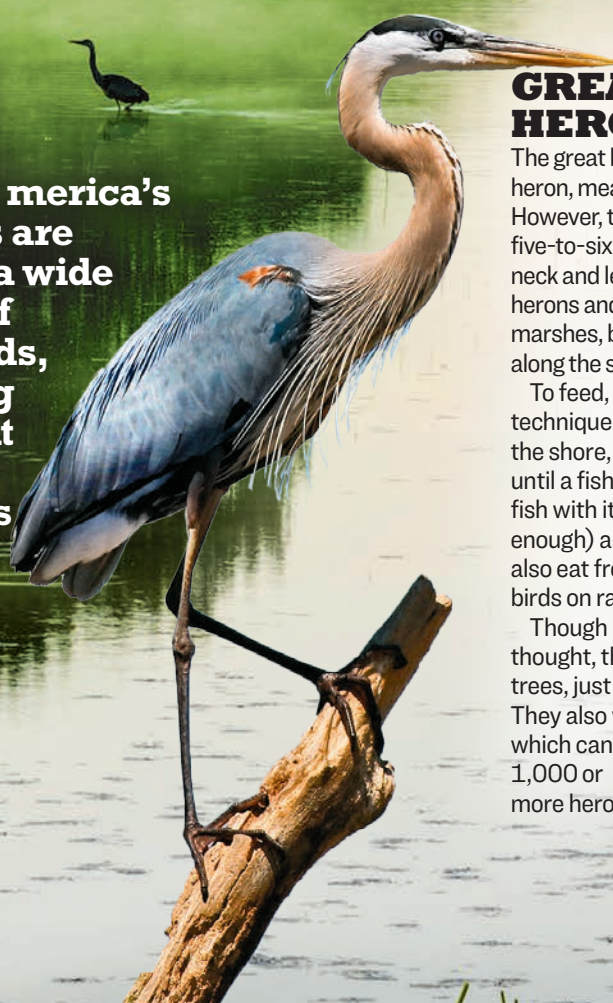 merica's
are
a wide
f
ds,
g
t
s
GREA
HERO
The great
heron, mea
However, t
five-to-six
neck and le
herons and
marshes, b
along the s
To feed,
technique
the shore,
until a fish
fish with it
enough) a
also eat fro
birds on ra
Though
thought, th
trees, just
They also
which can
1,000 or
more hero